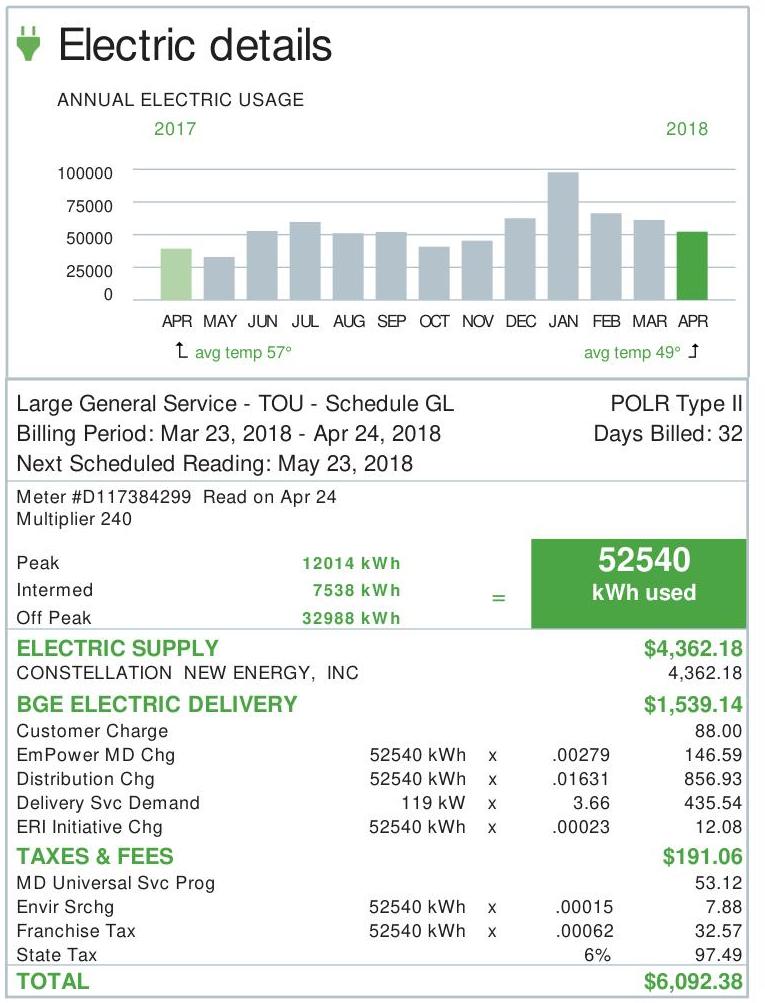 Electric details
ANNUAL ELECTRIC USAGE
2017 2018
100000
75000
50000
25000
0
APR MAY JUN JUL AUG SEP OCT NOV DEC JAN FEB MAR APR
avg temp 57° avg temp 49°
Large General Service - TOU - Schedule GL POLR Type II
Billing Period: Mar 23, 2018 - Apr 24, 2018 Days Billed: 32
Next Scheduled Reading: May 23, 2018
Meter #D117384299 Read on Apr 24
Multiplier 240
Peak 12014 kWh
Intermed 7538 kWh
Off Peak 32988 kWh
= 52540
kWh used
ELECTRIC SUPPLY $4,362.18
CONSTELLATION NEW ENERGY, INC 4,362.18
BGE ELECTRIC DELIVERY $1,539.14
Customer Charge 88.00
EmPower MD Chg 52540 kWh x .00279 146.59
Distribution Chg 52540 kWh x .01631 856.93
Delivery Svc Demand 119 kW x 3.66 435.54
ERI Initiative Chg 52540 kWh x .00023 12.08
TAXES & FEES $191.06
MD Universal Svc Prog 53.12
Envir Srchg 52540 kWh x .00015 7.88
Franchise Tax 52540 kWh x .00062 32.57
State Tax 6% 97.49
TOTAL $6,092.38